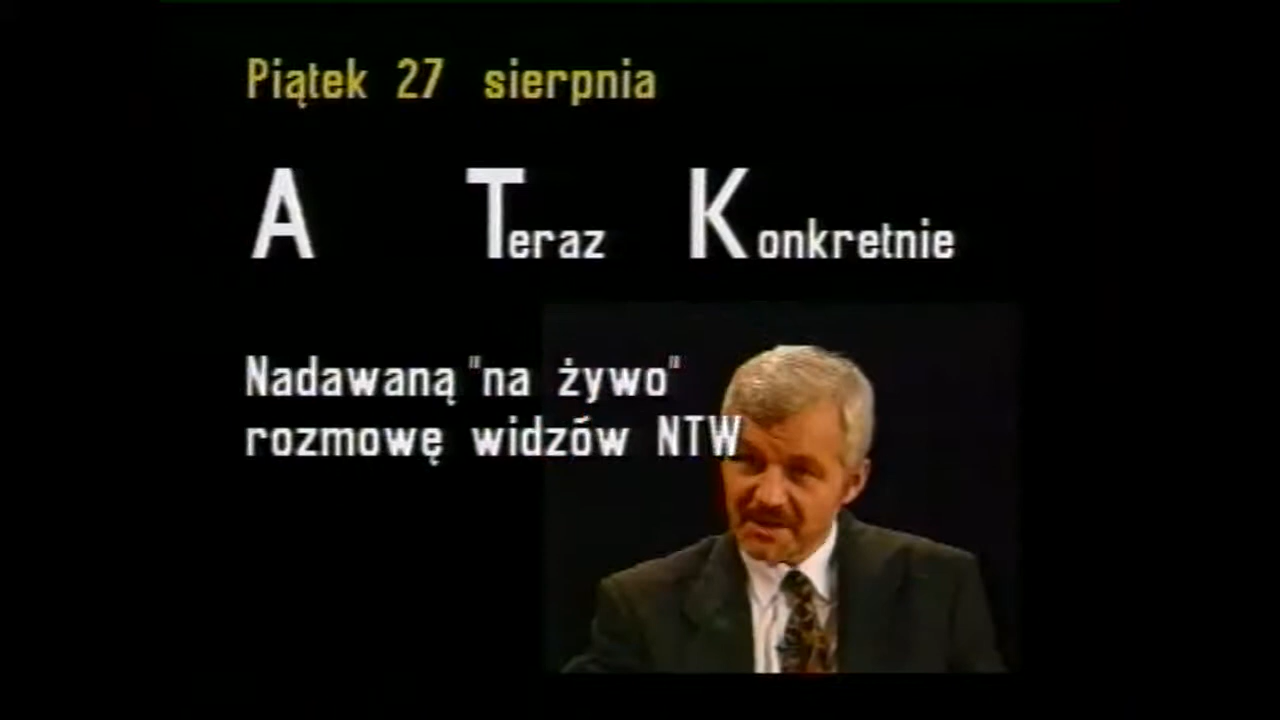 Piątek 27 sierpnia
A Teraz Konkretnie
Nadawaną "na żywo"
rozmowę widzów NTW